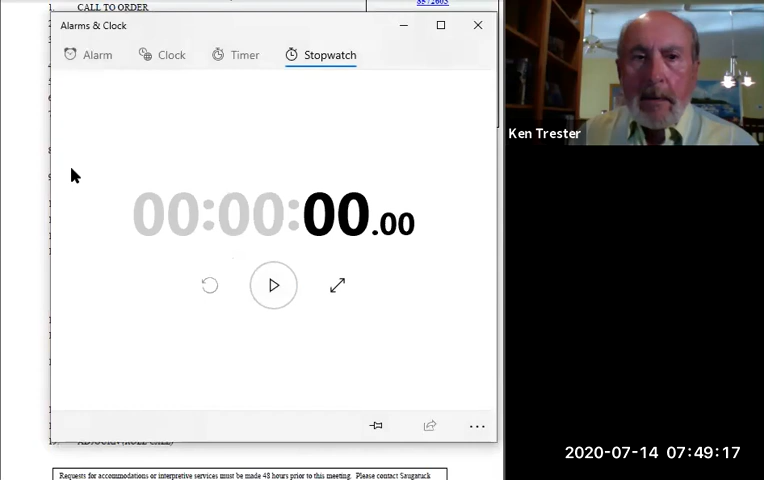 CALL TO ORDER
Alarms & Clock
Alarm
Clock
Timer
Stopwatch
Ken Trester
00:00:00.00
2020-07-14 07:49:17
Requests for accommodations or interpretive services must be made 48 hours prior to this meeting. Please contact Saugatuck